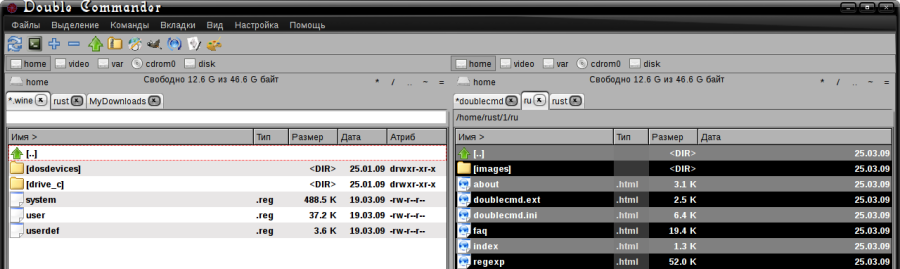 Double Commander
Файлы Выделение Команды Вкладки Вид Настройка Помощь
home video var cdrom0 disk
home video var cdrom0 disk
home Свободно 12.6 G из 46.6 G байт * / .. ~ =
home Свободно 12.6 G из 46.6 G байт * / .. ~ =
*.wine rust MyDownloads
*doublecmd ru rust
/home/rust/1/ru
Имя > Тип Размер Дата Атриб
[..]
[dosdevices] <DIR> 25.01.09 drwxr-xr-x
[drive_c] <DIR> 25.01.09 drwxr-xr-x
system .reg 488.5 K 19.03.09 -rw-r--r--
user .reg 37.2 K 19.03.09 -rw-r--r--
userdef .reg 3.6 K 19.03.09 -rw-r--r--
Имя > Тип Размер Дата
[..] <DIR> 25.03.09
[images] <DIR> 25.03.09
about .html 3.1 K 25.03.09
doublecmd.ext .html 2.5 K 25.03.09
doublecmd.ini .html 6.4 K 25.03.09
faq .html 19.4 K 25.03.09
index .html 1.3 K 25.03.09
regexp .html 52.0 K 25.03.09